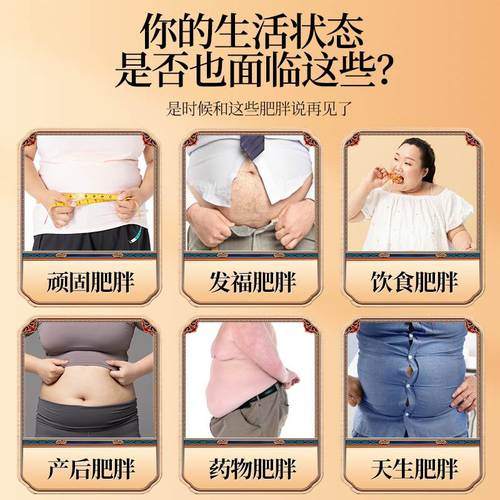 你的生活状态
是否也面临这些?
是时候和这些肥胖说再见了
顽固肥胖
发福肥胖
饮食肥胖
产后肥胖
药物肥胖
天生肥胖